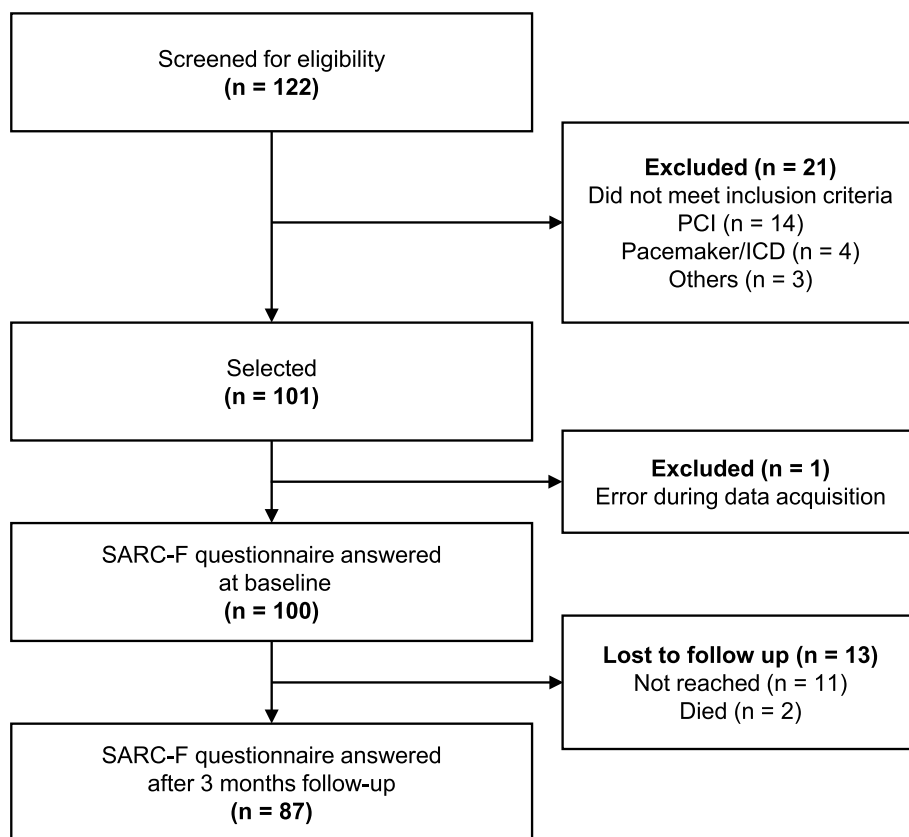 Screened for eligibility
(n = 122)
Excluded (n = 21)
Did not meet inclusion criteria
PCI (n = 14)
Pacemaker/ICD (n = 4)
Others (n = 3)
Selected
(n = 101)
Excluded (n = 1)
Error during data acquisition
SARC-F questionnaire answered
at baseline
(n = 100)
Lost to follow up (n = 13)
Not reached (n = 11)
Died (n = 2)
SARC-F questionnaire answered
after 3 months follow-up
(n = 87)